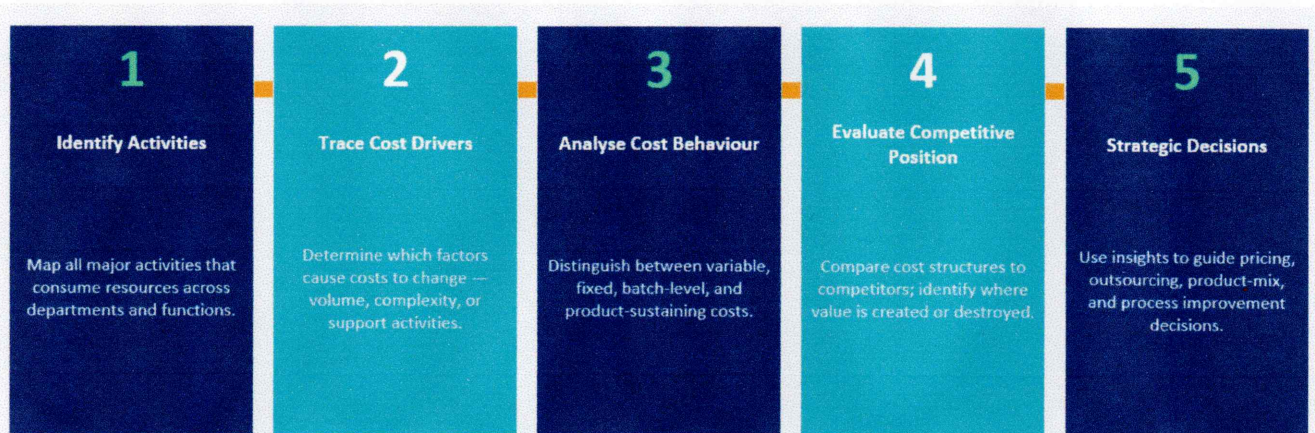 1
Identify Activities
Map all major activities that
consume resources across
departments and functions.
2
Trace Cost Drivers
Determine which factors
cause costs to change —
volume, complexity, or
support activities.
3
Analyse Cost Behaviour
Distinguish between variable,
fixed, batch-level, and
product-sustaining costs.
4
Evaluate Competitive
Position
Compare cost structures to
competitors; identify where
value is created or destroyed.
5
Strategic Decisions
Use insights to guide pricing,
outsourcing, product-mix,
and process improvement
decisions.